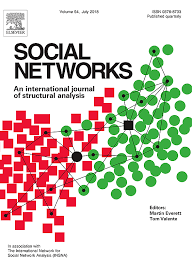 ELSEVIER
Volume 54, July 2018
ISSN 0378-8733
Published quarterly
SOCIAL
NETWORKS
An international journal
of structural analysis
Editors:
Martin Everett
Tom Valente
In association with
The International Network for
Social Network Analysis (INSNA)